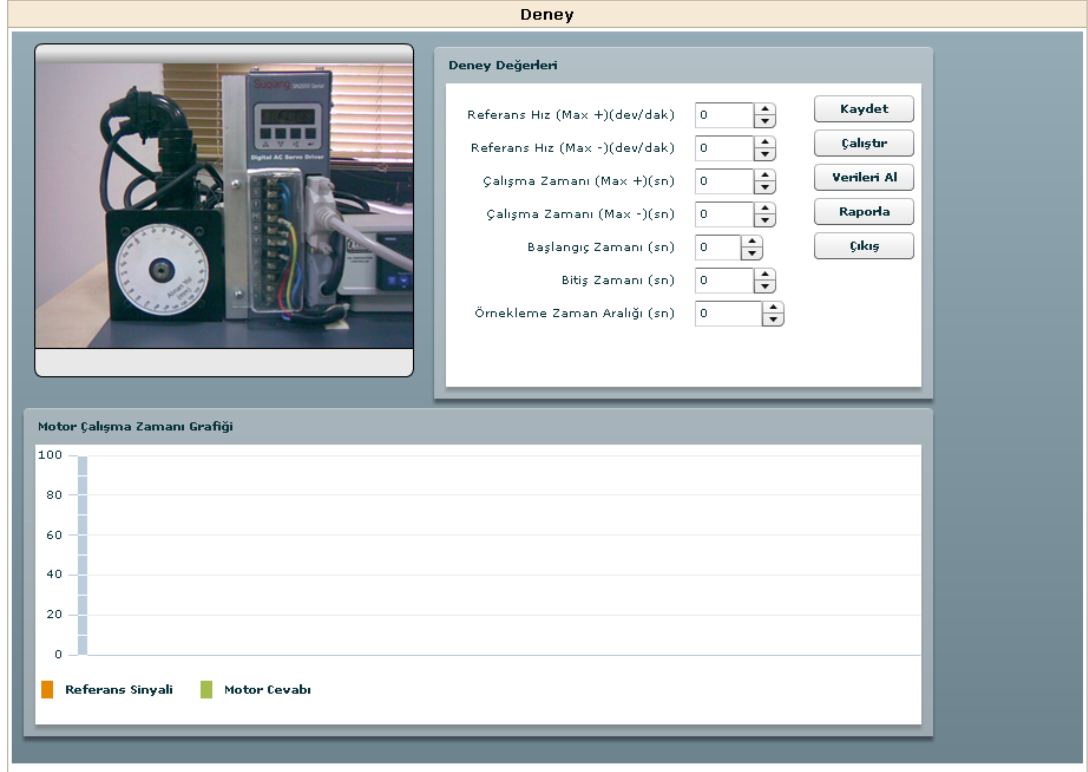 Deney
Suqiang
Digital AC Servo Driver
Deney Değerleri
Referans Hız (Max +)(dev/dak) 0
Referans Hız (Max -)(dev/dak) 0
Çalışma Zamanı (Max +)(sn) 0
Çalışma Zamanı (Max -)(sn) 0
Başlangıç Zamanı (sn) 0
Bitiş Zamanı (sn) 0
Örnekleme Zaman Aralığı (sn) 0
Kaydet
Çalıştır
Verileri Al
Raporla
Çıkış
Motor Çalışma Zamanı Grafiği
100
80
60
40
20
0
Referans Sinyali
Motor Cevabı